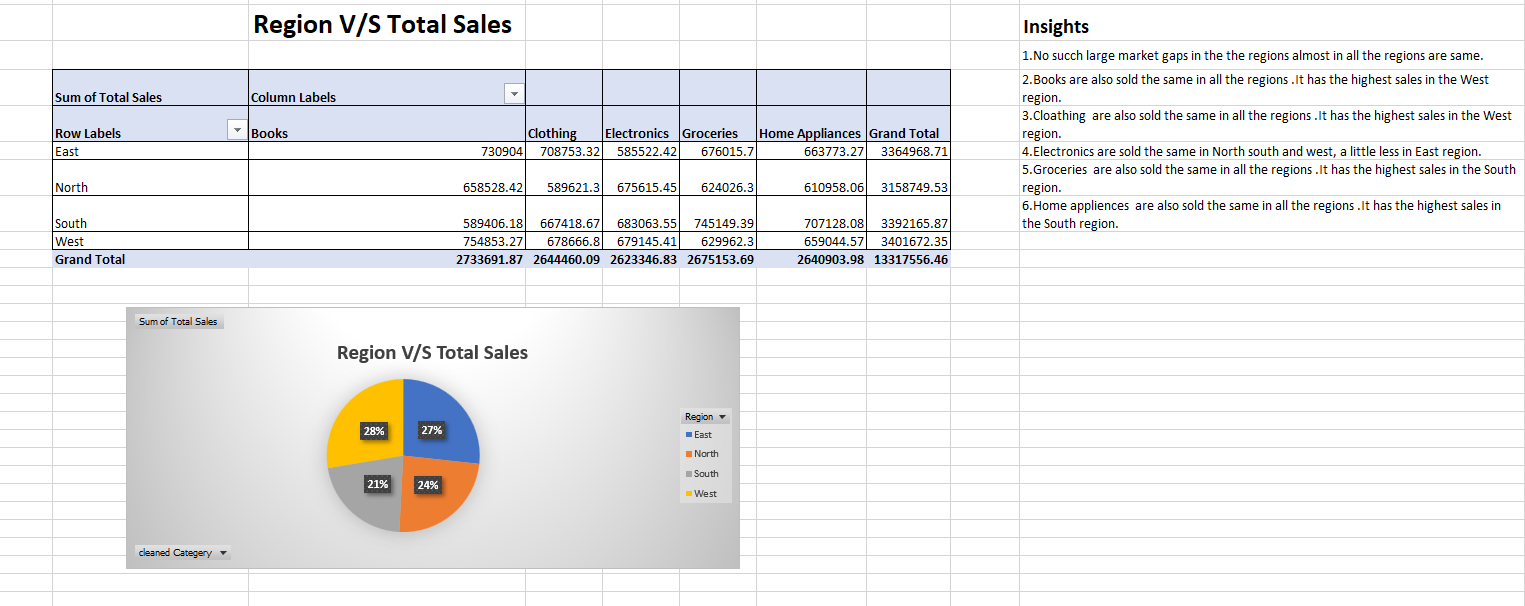 Region V/S Total Sales
Insights
1.No succh large market gaps in the the regions almost in all the regions are same.
2.Books are also sold the same in all the regions .It has the highest sales in the West
region.
3.Cloathing are also sold the same in all the regions .It has the highest sales in the West
region.
4.Electronics are sold the same in North south and west, a little less in East region.
5.Groceries are also sold the same in all the regions .It has the highest sales in the South
region.
6.Home appliences are also sold the same in all the regions .It has the highest sales in
the South region.
Sum of Total Sales Column Labels
Row Labels Books Clothing Electronics Groceries Home Appliances Grand Total
East 730904 708753.32 585522.42 676015.7 663773.27 3364968.71
North 658528.42 589621.3 675615.45 624026.3 610958.06 3158749.53
South 589406.18 667418.67 683063.55 745149.39 707128.08 3392165.87
West 754853.27 678666.8 679145.41 629962.3 659044.57 3401672.35
Grand Total 2733691.87 2644460.09 2623346.83 2675153.69 2640903.98 13317556.46
Sum of Total Sales
Region V/S Total Sales
28% 27%
21% 24%
Region
East
North
South
West
cleaned Categery